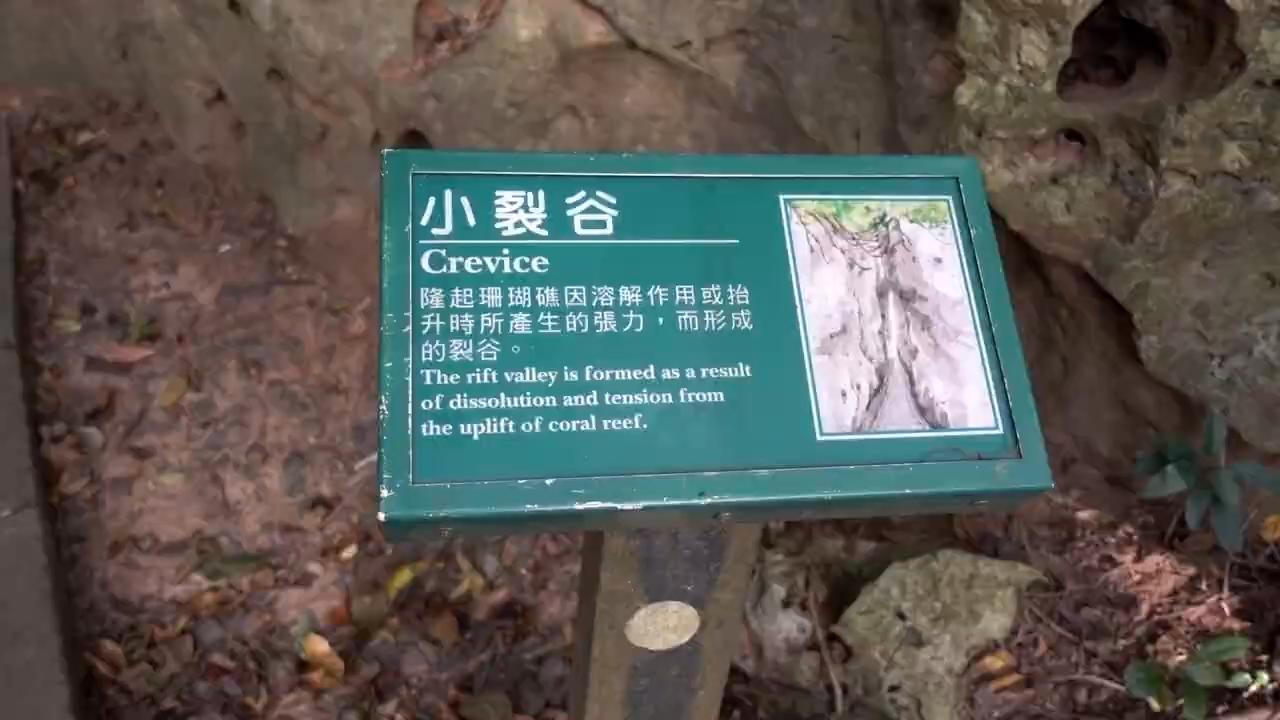 小裂谷
Crevice
隆起珊瑚礁因溶解作用或抬
升時所產生的張力，而形成
的裂谷。
The rift valley is formed as a result
of dissolution and tension from
the uplift of coral reef.